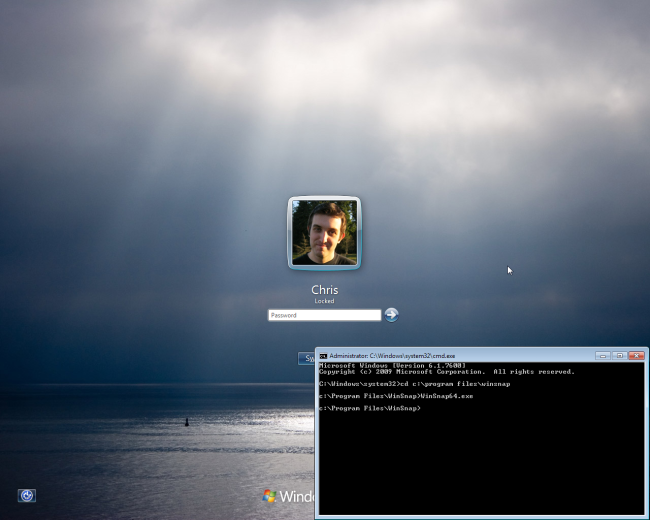 Chris
Locked
Password
Sw
Administrator: C:\Windows\system32\cmd.exe
Microsoft Windows [Version 6.1.7600]
Copyright (c) 2009 Microsoft Corporation.  All rights reserved.
C:\Windows\system32>cd c:\program files\winsnap
c:\Program Files\WinSnap>WinSnap64.exe
c:\Program Files\WinSnap>
Windo